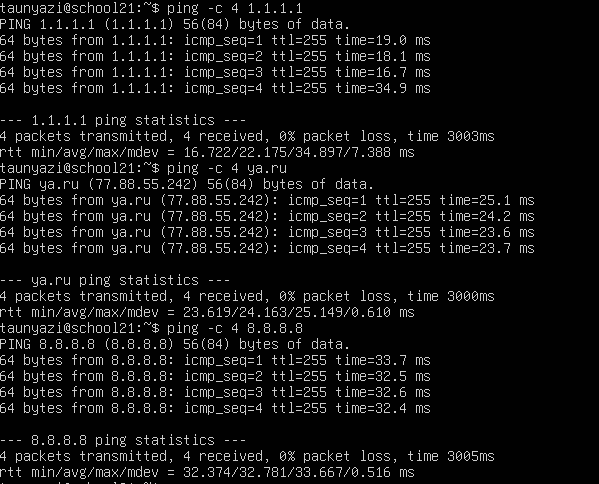 taunyazi@school21:~$ ping -c 4 1.1.1.1
PING 1.1.1.1 (1.1.1.1) 56(84) bytes of data.
64 bytes from 1.1.1.1: icmp_seq=1 ttl=255 time=19.0 ms
64 bytes from 1.1.1.1: icmp_seq=2 ttl=255 time=18.1 ms
64 bytes from 1.1.1.1: icmp_seq=3 ttl=255 time=16.7 ms
64 bytes from 1.1.1.1: icmp_seq=4 ttl=255 time=34.9 ms
--- 1.1.1.1 ping statistics ---
4 packets transmitted, 4 received, 0% packet loss, time 3003ms
rtt min/avg/max/mdev = 16.722/22.175/34.897/7.388 ms
taunyazi@school21:~$ ping -c 4 ya.ru
PING ya.ru (77.88.55.242) 56(84) bytes of data.
64 bytes from ya.ru (77.88.55.242): icmp_seq=1 ttl=255 time=25.1 ms
64 bytes from ya.ru (77.88.55.242): icmp_seq=2 ttl=255 time=24.2 ms
64 bytes from ya.ru (77.88.55.242): icmp_seq=3 ttl=255 time=23.6 ms
64 bytes from ya.ru (77.88.55.242): icmp_seq=4 ttl=255 time=23.7 ms
--- ya.ru ping statistics ---
4 packets transmitted, 4 received, 0% packet loss, time 3000ms
rtt min/avg/max/mdev = 23.619/24.163/25.149/0.610 ms
taunyazi@school21:~$ ping -c 4 8.8.8.8
PING 8.8.8.8 (8.8.8.8) 56(84) bytes of data.
64 bytes from 8.8.8.8: icmp_seq=1 ttl=255 time=33.7 ms
64 bytes from 8.8.8.8: icmp_seq=2 ttl=255 time=32.5 ms
64 bytes from 8.8.8.8: icmp_seq=3 ttl=255 time=32.6 ms
64 bytes from 8.8.8.8: icmp_seq=4 ttl=255 time=32.4 ms
--- 8.8.8.8 ping statistics ---
4 packets transmitted, 4 received, 0% packet loss, time 3005ms
rtt min/avg/max/mdev = 32.374/32.781/33.667/0.516 ms